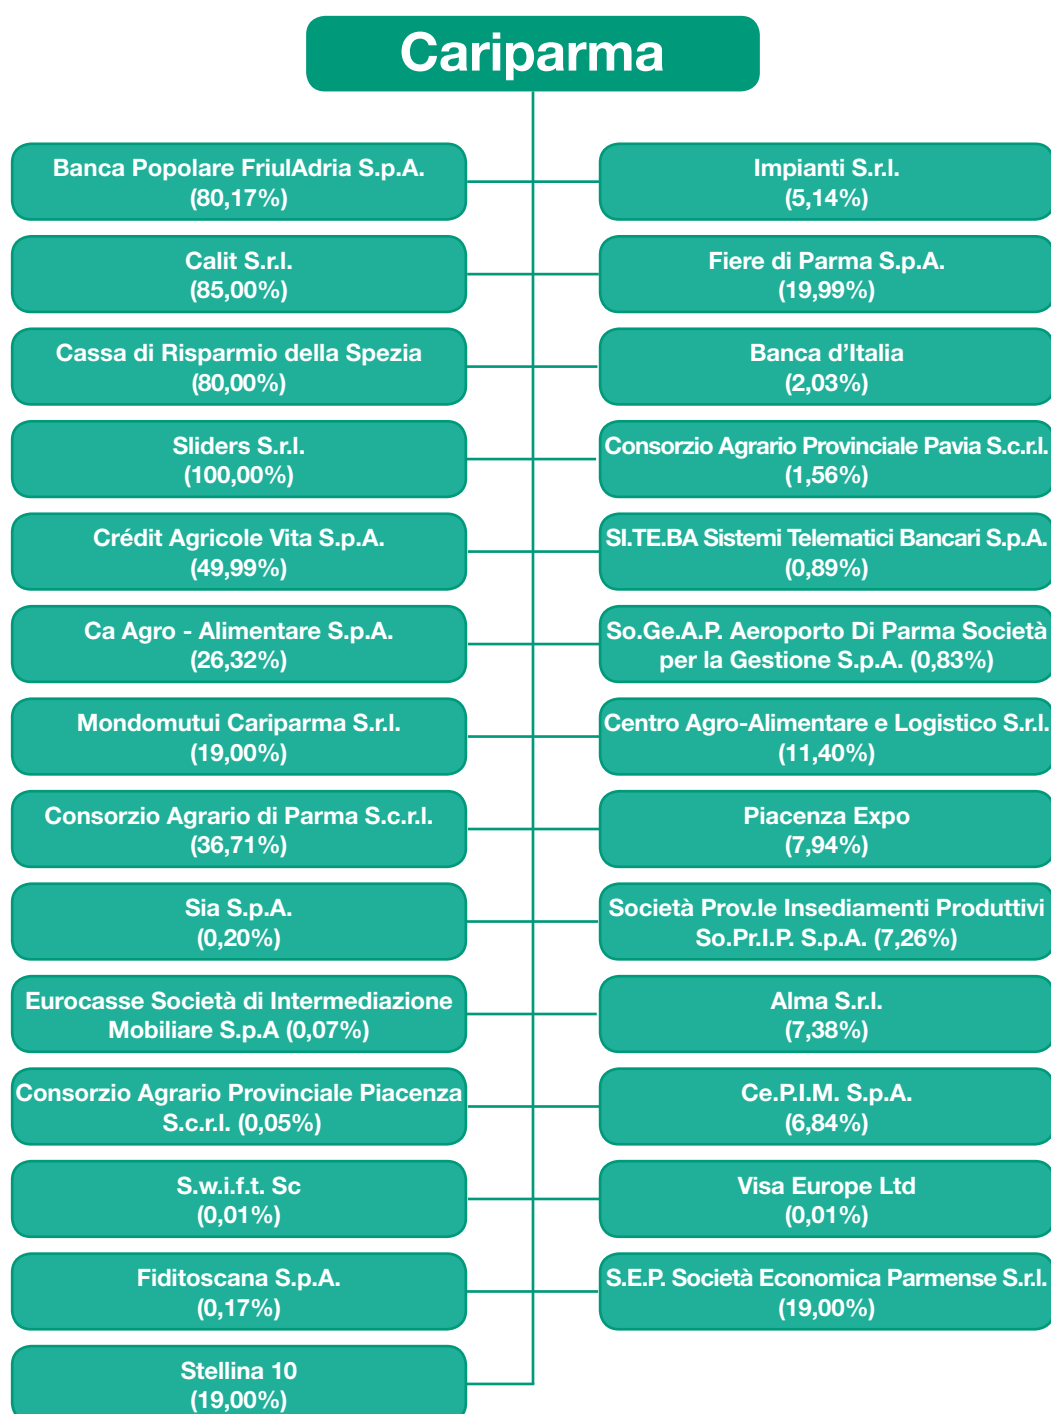 Cariparma
Banca Popolare FriulAdria S.p.A.
(80,17%)
Impianti S.r.l.
(5,14%)
Calit S.r.l.
(85,00%)
Fiere di Parma S.p.A.
(19,99%)
Cassa di Risparmio della Spezia
(80,00%)
Banca d’Italia
(2,03%)
Sliders S.r.l.
(100,00%)
Consorzio Agrario Provinciale Pavia S.c.r.l.
(1,56%)
Crédit Agricole Vita S.p.A.
(49,99%)
SI.TE.BA Sistemi Telematici Bancari S.p.A.
(0,89%)
Ca Agro - Alimentare S.p.A.
(26,32%)
So.Ge.A.P. Aeroporto Di Parma Società
per la Gestione S.p.A. (0,83%)
Mondomutui Cariparma S.r.l.
(19,00%)
Centro Agro-Alimentare e Logistico S.r.l.
(11,40%)
Consorzio Agrario di Parma S.c.r.l.
(36,71%)
Piacenza Expo
(7,94%)
Sia S.p.A.
(0,20%)
Società Prov.le Insediamenti Produttivi
So.Pr.I.P. S.p.A. (7,26%)
Eurocasse Società di Intermediazione
Mobiliare S.p.A (0,07%)
Alma S.r.l.
(7,38%)
Consorzio Agrario Provinciale Piacenza
S.c.r.l. (0,05%)
Ce.P.I.M. S.p.A.
(6,84%)
S.w.i.f.t. Sc
(0,01%)
Visa Europe Ltd
(0,01%)
Fiditoscana S.p.A.
(0,17%)
S.E.P. Società Economica Parmense S.r.l.
(19,00%)
Stellina 10
(19,00%)